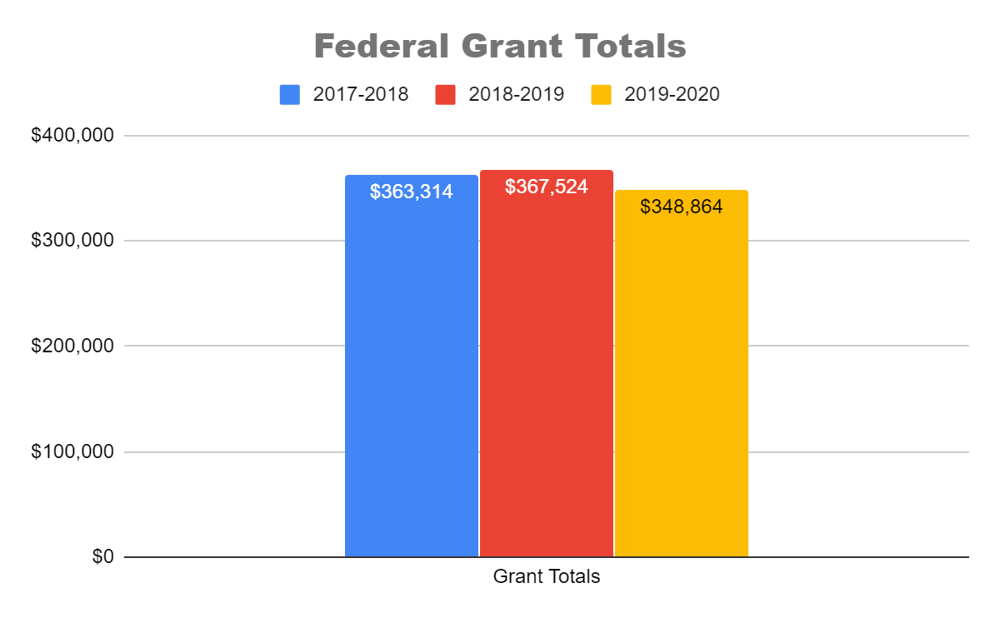 Federal Grant Totals
2017-2018 2018-2019 2019-2020
$400,000
$363,314 $367,524 $348,864
$300,000
$200,000
$100,000
$0
Grant Totals